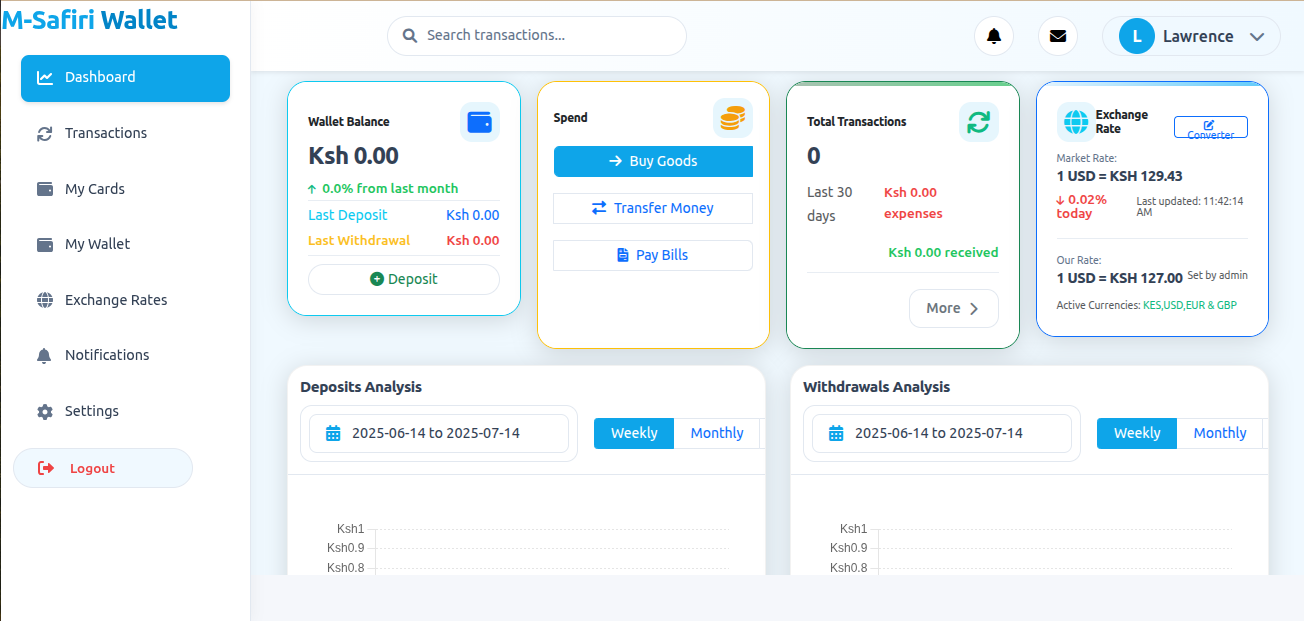 M-Safiri Wallet
Search transactions...
L
Lawrence
Dashboard
Transactions
My Cards
My Wallet
Exchange Rates
Notifications
Settings
Logout
Wallet Balance
Ksh 0.00
0.0% from last month
Last Deposit Ksh 0.00
Last Withdrawal Ksh 0.00
Deposit
Spend
Buy Goods
Transfer Money
Pay Bills
Total Transactions
0
Last 30 days
Ksh 0.00 expenses
Ksh 0.00 received
More
Exchange Rate
Converter
Market Rate:
1 USD = KSH 129.43
0.02% today
Last updated: 11:42:14 AM
Our Rate:
1 USD = KSH 127.00 Set by admin
Active Currencies: KES,USD,EUR & GBP
Deposits Analysis
2025-06-14 to 2025-07-14
Weekly Monthly
Ksh1
Ksh0.9
Ksh0.8
Withdrawals Analysis
2025-06-14 to 2025-07-14
Weekly Monthly
Ksh1
Ksh0.9
Ksh0.8